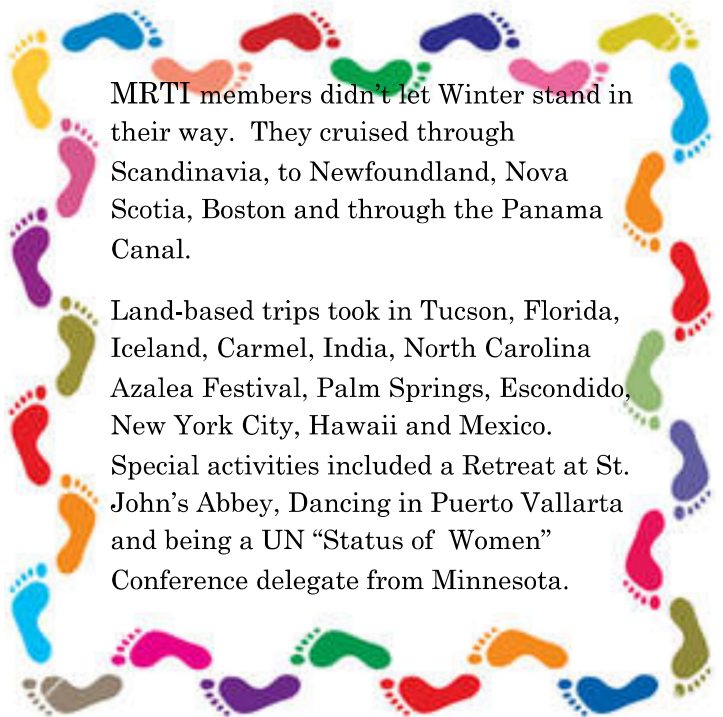 MRTI members didn't let Winter stand in
their way.  They cruised through
Scandinavia, to Newfoundland, Nova
Scotia, Boston and through the Panama
Canal.
Land-based trips took in Tucson, Florida,
Iceland, Carmel, India, North Carolina
Azalea Festival, Palm Springs, Escondido,
New York City, Hawaii and Mexico.
Special activities included a Retreat at St.
John’s Abbey, Dancing in Puerto Vallarta
and being a UN “Status of  Women”
Conference delegate from Minnesota.